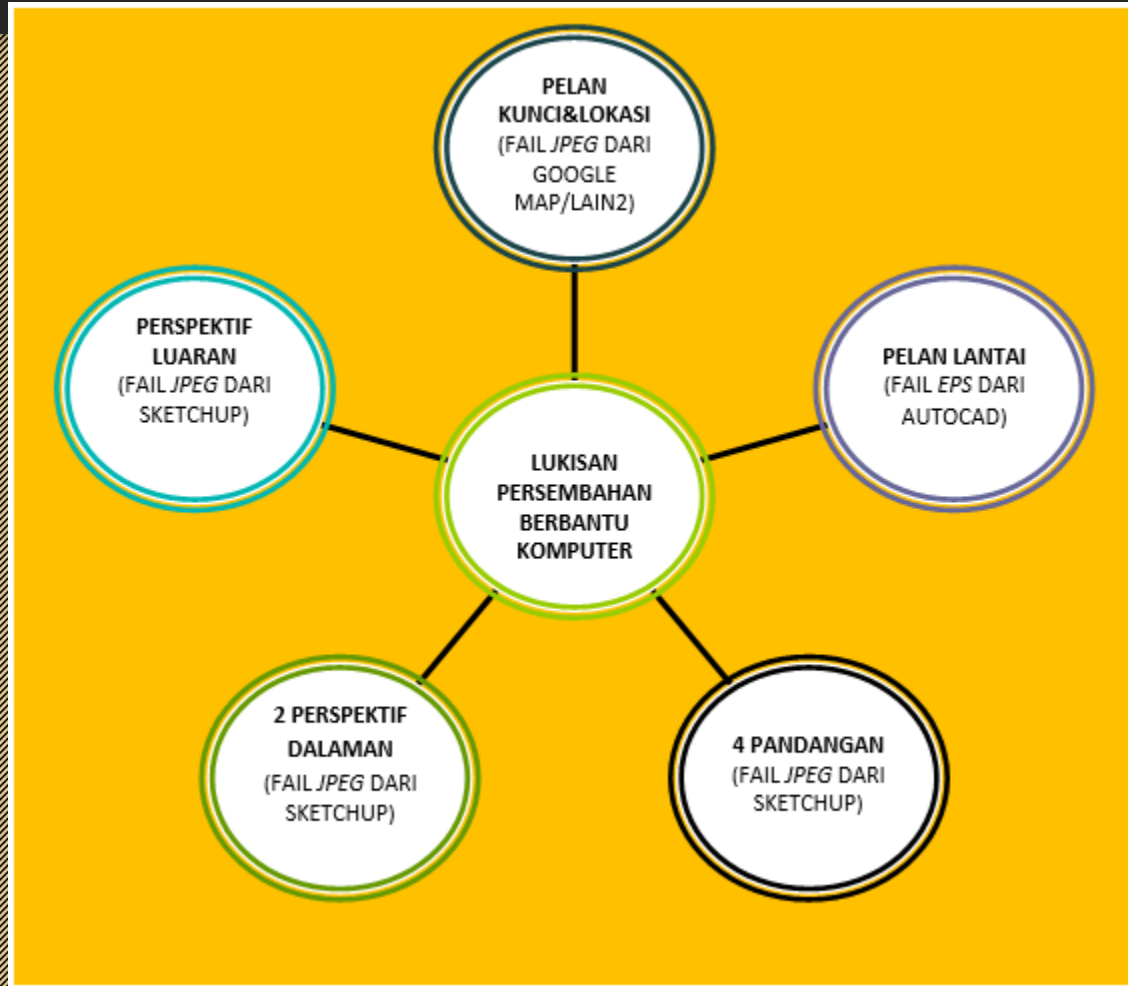 PELAN
KUNCI&LOKASI
(FAIL JPEG DARI
GOOGLE
MAP/LAIN2)
PERSPEKTIF
LUARAN
(FAIL JPEG DARI
SKETCHUP)
PELAN LANTAI
(FAIL EPS DARI
AUTOCAD)
LUKISAN
PERSEMBAHAN
BERBANTU
KOMPUTER
2 PERSPEKTIF
DALAMAN
(FAIL JPEG DARI
SKETCHUP)
4 PANDANGAN
(FAIL JPEG DARI
SKETCHUP)